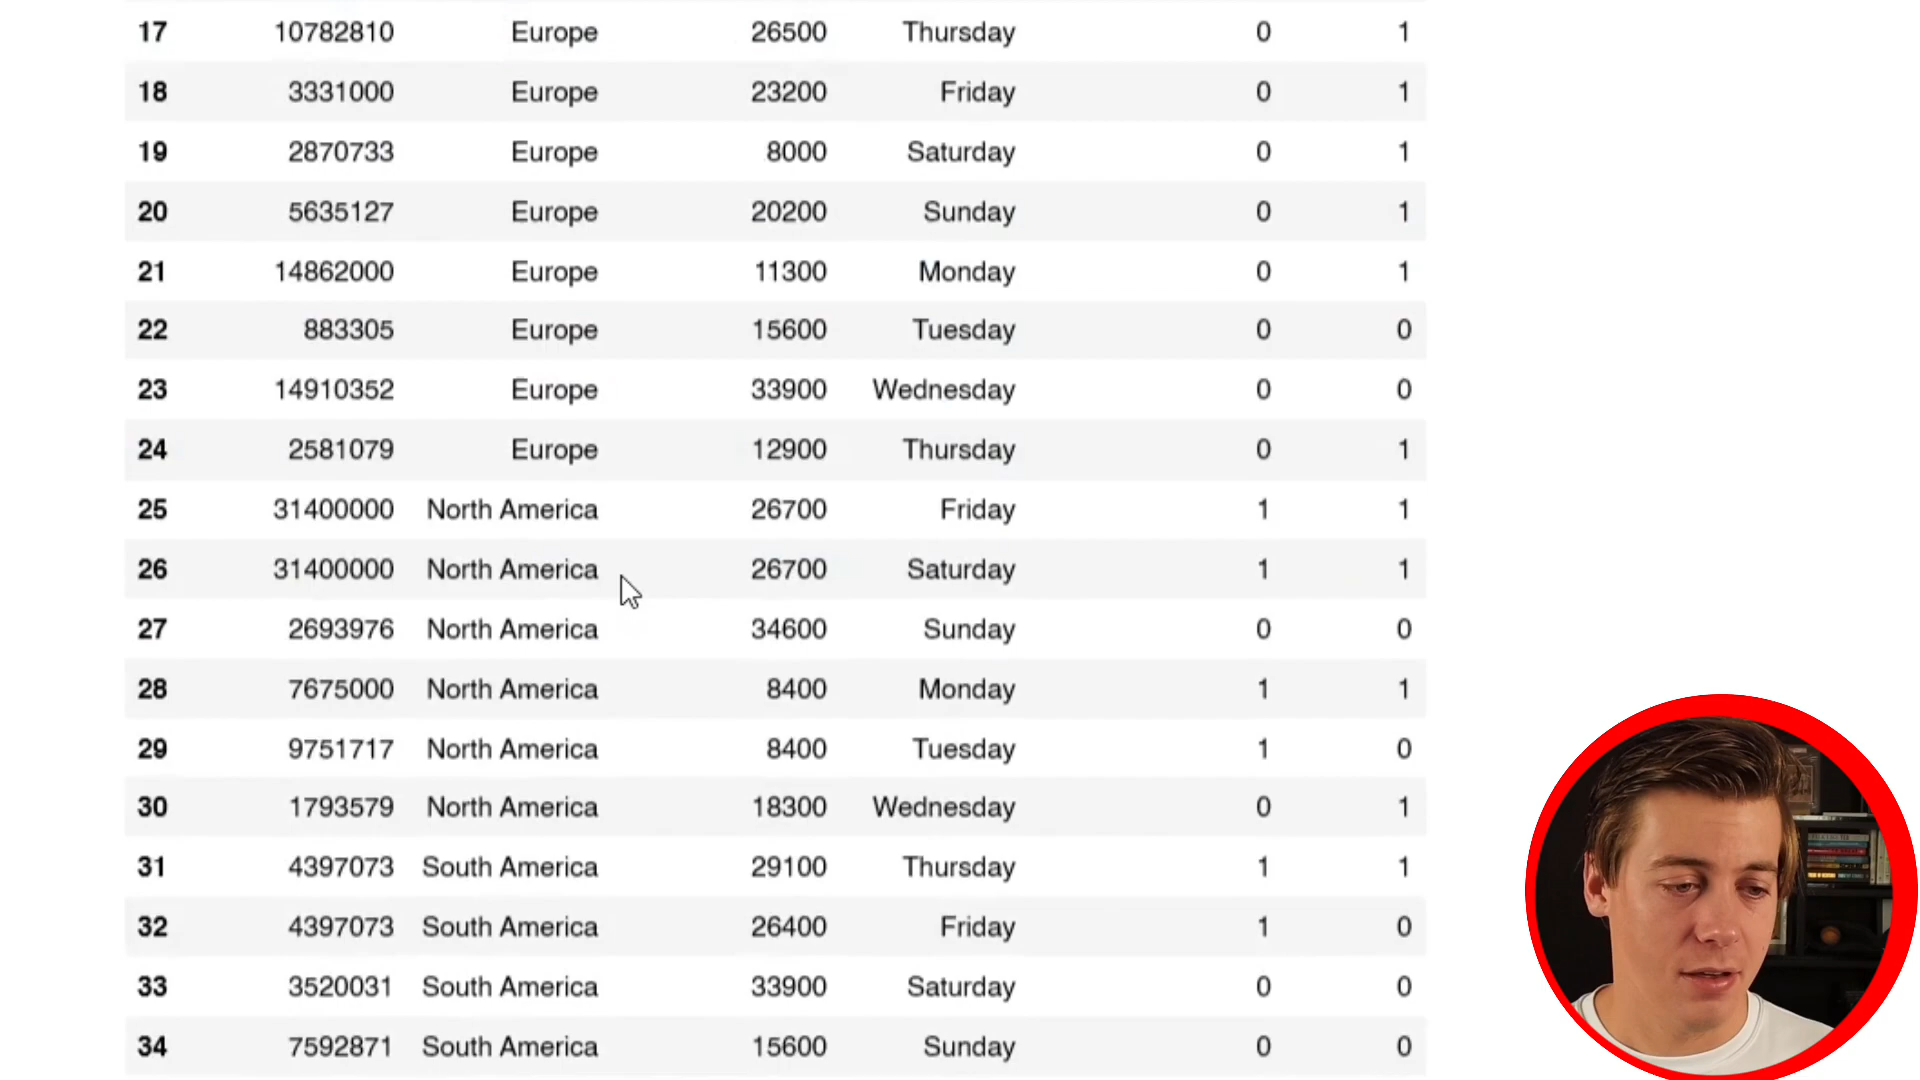 17 10782810 Europe 26500 Thursday 0 1
18 3331000 Europe 23200 Friday 0 1
19 2870733 Europe 8000 Saturday 0 1
20 5635127 Europe 20200 Sunday 0 1
21 14862000 Europe 11300 Monday 0 1
22 883305 Europe 15600 Tuesday 0 0
23 14910352 Europe 33900 Wednesday 0 0
24 2581079 Europe 12900 Thursday 0 1
25 31400000 North America 26700 Friday 1 1
26 31400000 North America 26700 Saturday 1 1
27 2693976 North America 34600 Sunday 0 0
28 7675000 North America 8400 Monday 1 1
29 9751717 North America 8400 Tuesday 1 0
30 1793579 North America 18300 Wednesday 0 1
31 4397073 South America 29100 Thursday 1 1
32 4397073 South America 26400 Friday 1 0
33 3520031 South America 33900 Saturday 0 0
34 7592871 South America 15600 Sunday 0 0